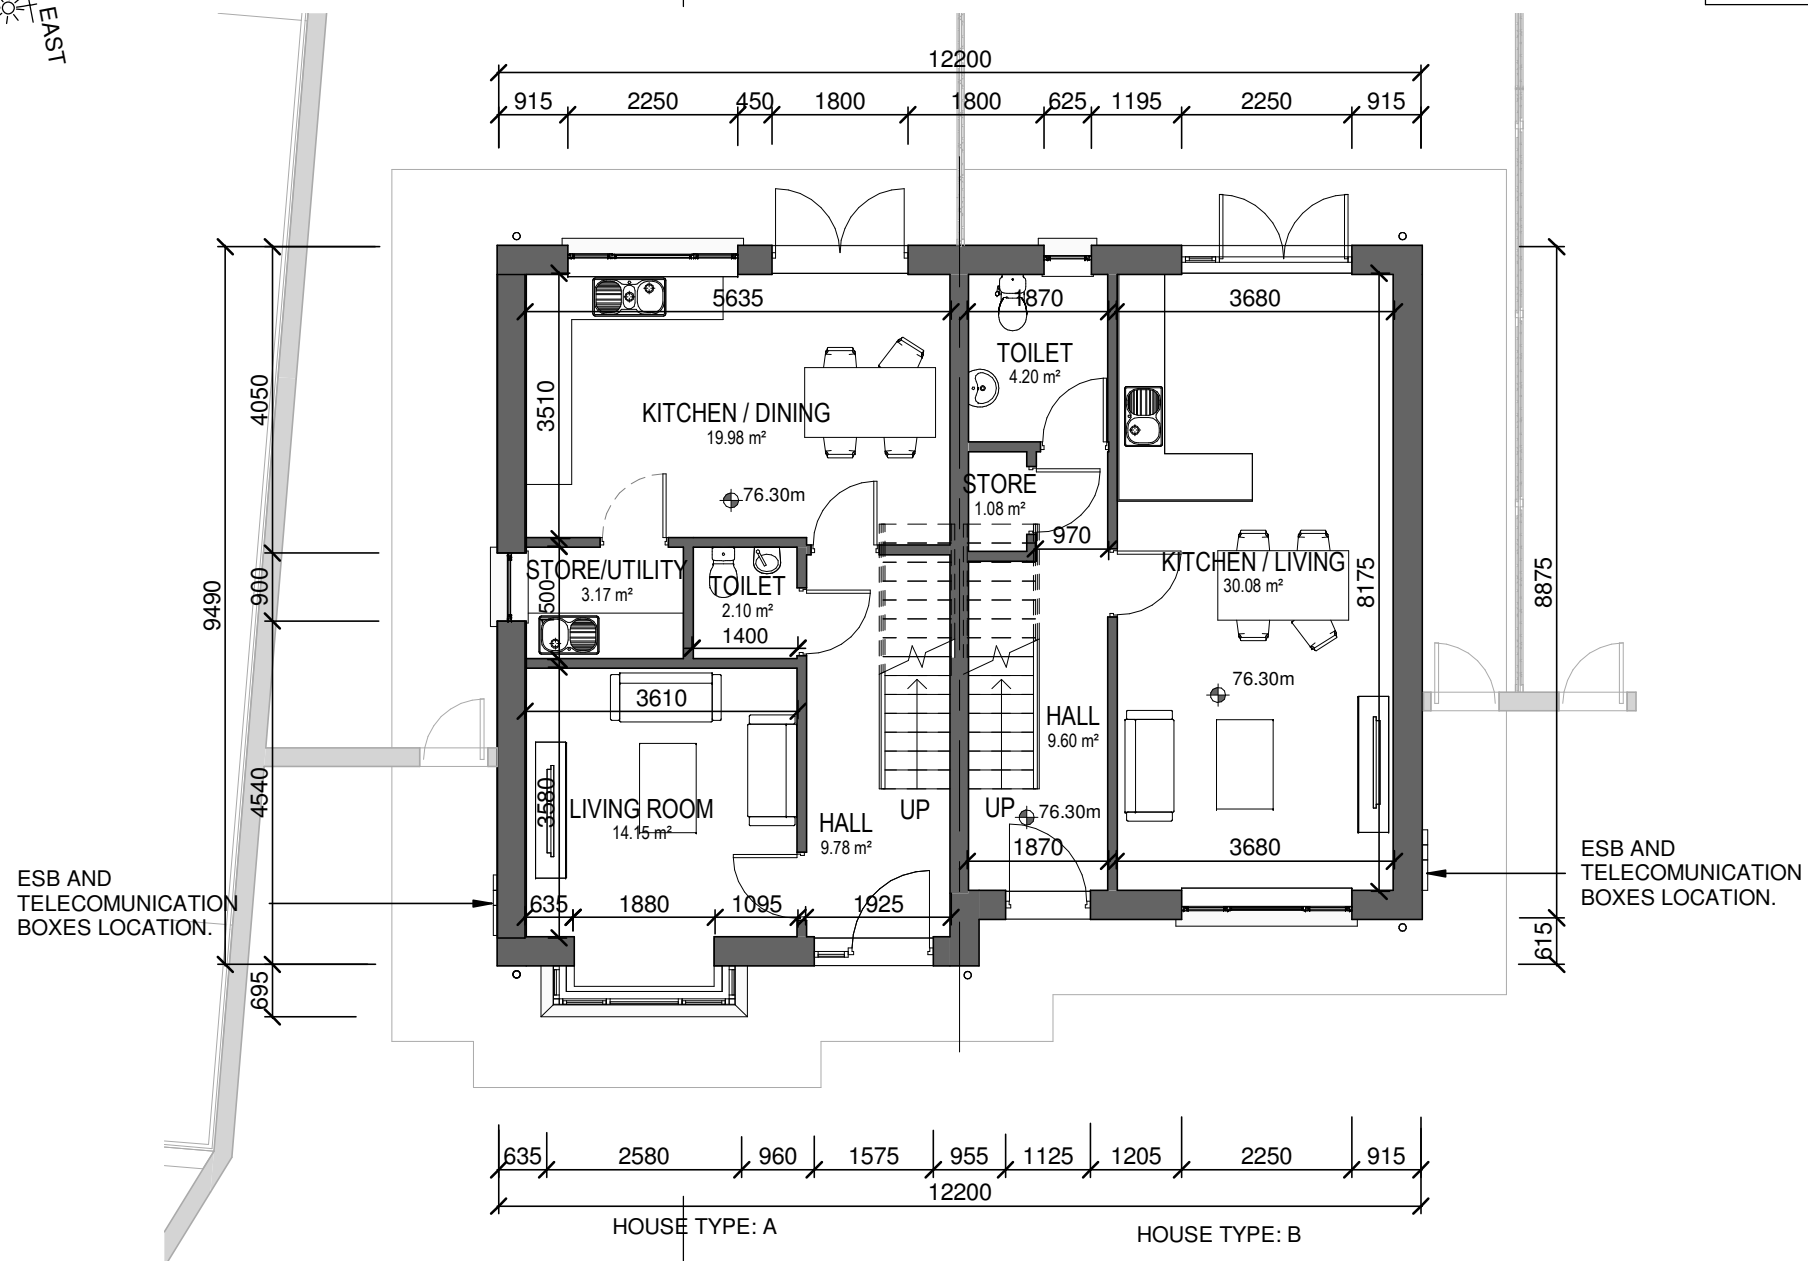 EAST
12200
915 2250 450 1800 1800 625 1195 2250 915
5635 1870 3680
TOILET
4.20 m²
KITCHEN / DINING
19.98 m²
3510
4050
STORE
1.08 m²
76.30m
970
KITCHEN / LIVING
30.08 m²
8175
STORE/UTILITY
3.17 m²
500
TOILET
2.10 m²
1400
900
9490
8875
76.30m
3610
HALL
9.60 m²
4540
3580
LIVING ROOM
14.15 m²
HALL
9.78 m²
UP
UP
76.30m
1870 3680
635 1880 1095 1925
ESB AND
TELECOMUNICATION
BOXES LOCATION.
ESB AND
TELECOMUNICATION
BOXES LOCATION.
695
615
635 2580 960 1575 955 1125 1205 2250 915
12200
HOUSE TYPE: A
HOUSE TYPE: B